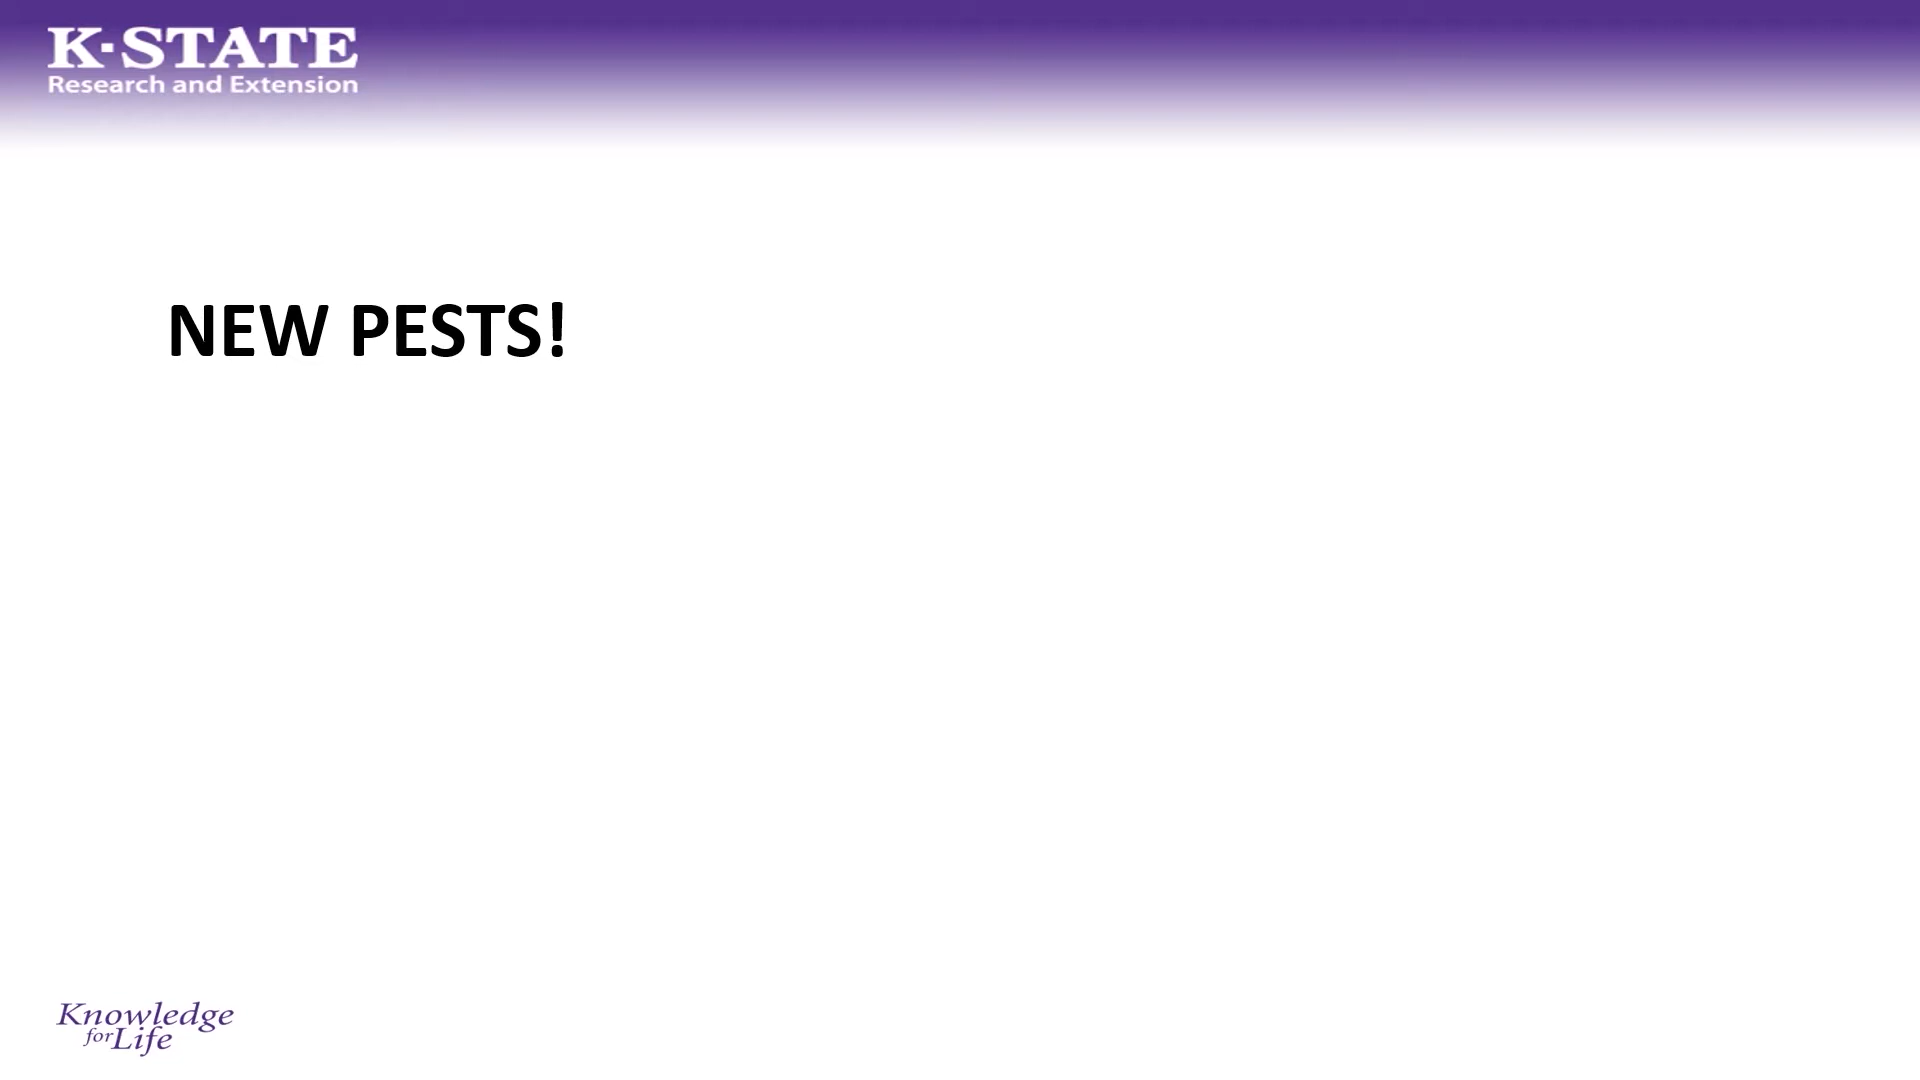 K-STATE
Research and Extension
NEW PESTS!
Knowledge
for Life